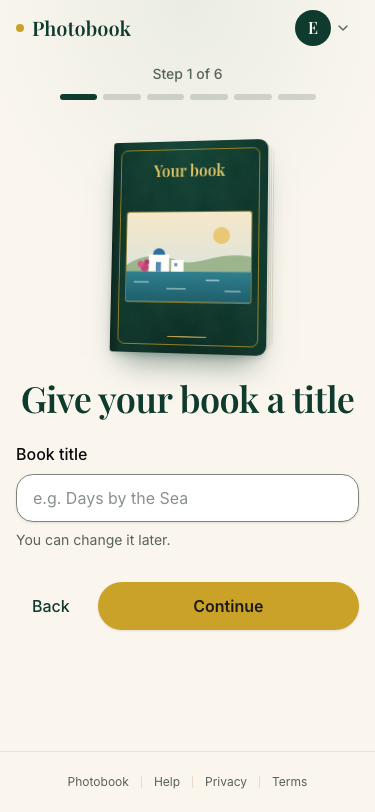 Photobook
E
Step 1 of 6
Your book
Give your book a title
Book title
e.g. Days by the Sea
You can change it later.
Back
Continue
Photobook
Help
Privacy
Terms